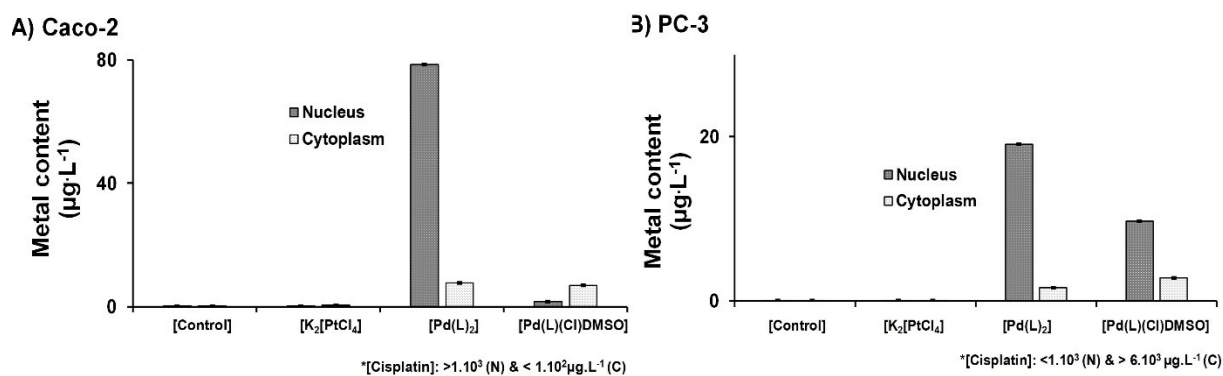 A) Caco-2
80
40
0
Metal content
(µg·L⁻¹)
Nucleus
Cytoplasm
[Control]
[K₂[PtCl₄]
[Pd(L)₂]
[Pd(L)(Cl)DMSO]
*[Cisplatin]: >1.10³ (N) & < 1.10²µg.L⁻¹ (C)
B) PC-3
20
0
Metal content
(µg·L⁻¹)
Nucleus
Cytoplasm
[Control]
[K₂[PtCl₄]
[Pd(L)₂]
[Pd(L)(Cl)DMSO]
*[Cisplatin]: <1.10³ (N) & > 6.10³ µg.L⁻¹ (C)